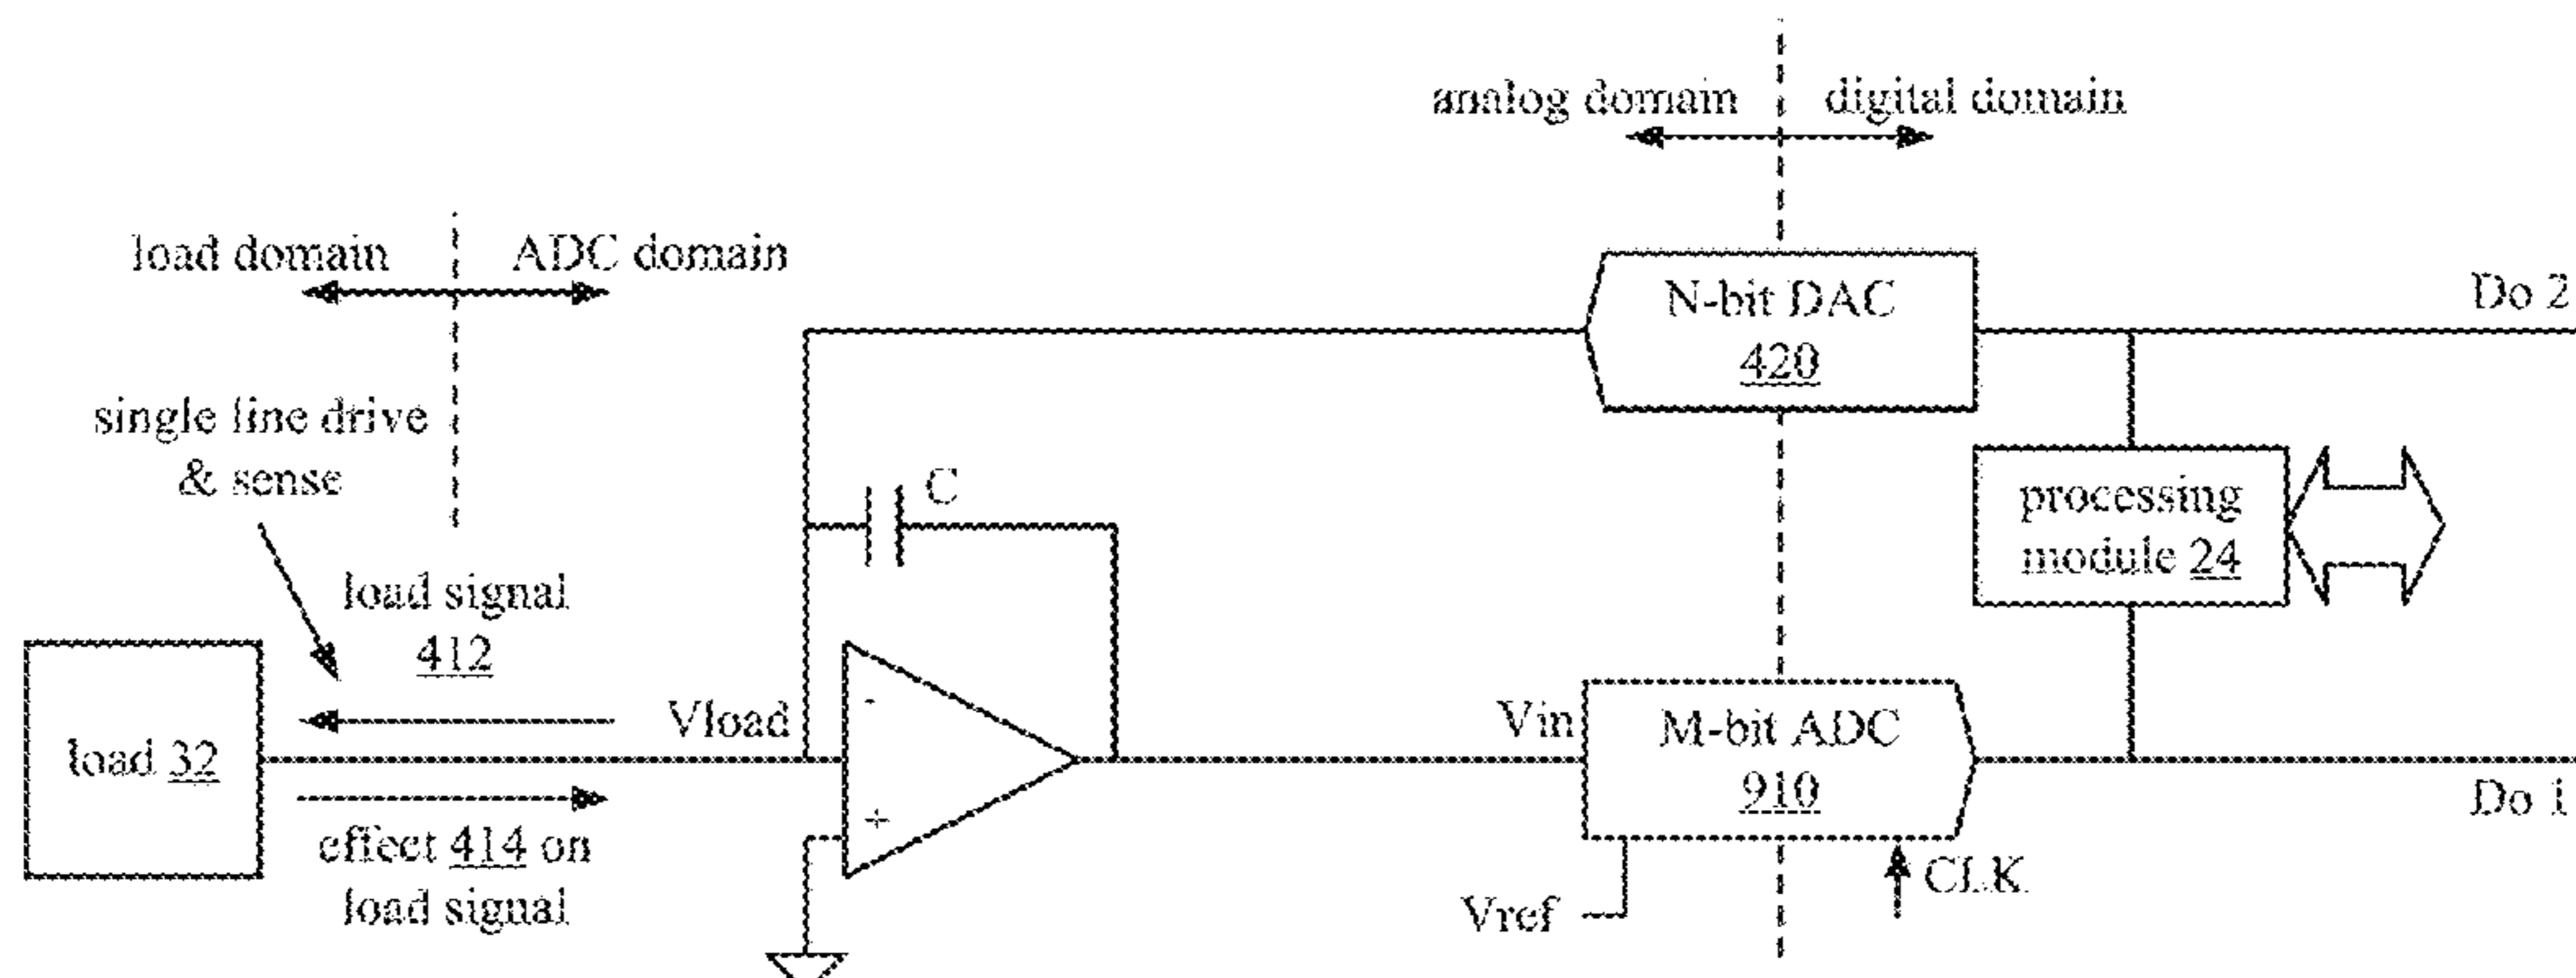 analog domain
digital domain
load domain
ADC domain
N-bit DAC
420
Do 2
single line drive
& sense
C
processing
module 24
load signal
412
Vload
-
Vin
M-bit ADC
910
load 32
+
Do 1
effect 414 on
load signal
Vref
CLK